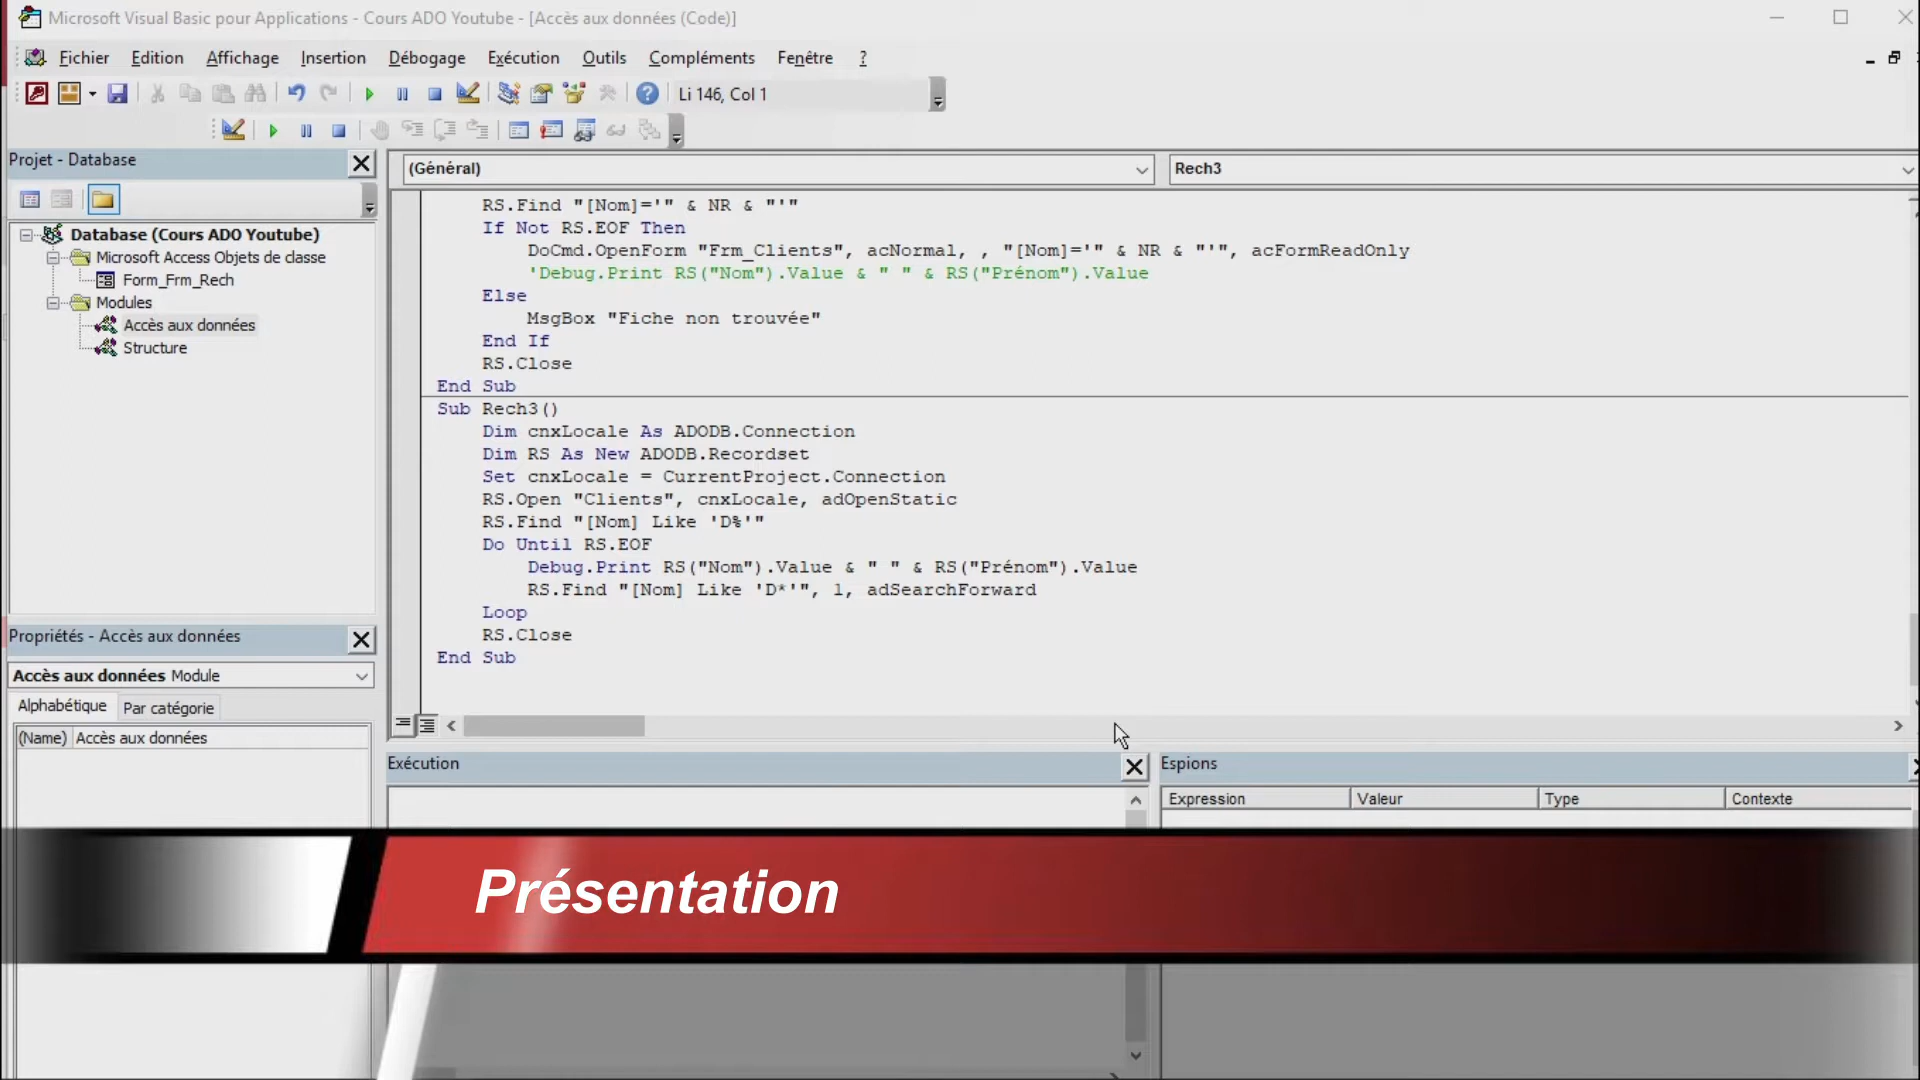 Microsoft Visual Basic pour Applications - Cours ADO Youtube - [Accès aux données (Code)]
Fichier Edition Affichage Insertion Débogage Exécution Outils Compléments Fenêtre ?
Li 146, Col 1
Projet - Database
Database (Cours ADO Youtube)
Microsoft Access Objets de classe
Form_Frm_Rech
Modules
Accès aux données
Structure
Propriétés - Accès aux données
Accès aux données Module
Alphabétique Par catégorie
(Name) Accès aux données
(Général) Rech3
RS.Find "[Nom]='" & NR & "'"
If Not RS.EOF Then
DoCmd.OpenForm "Frm_Clients", acNormal, , "[Nom]='" & NR & "'", acFormReadOnly
'Debug.Print RS("Nom").Value & " " & RS("Prénom").Value
Else
MsgBox "Fiche non trouvée"
End If
RS.Close
End Sub
Sub Rech3()
Dim cnxLocale As ADODB.Connection
Dim RS As New ADODB.Recordset
Set cnxLocale = CurrentProject.Connection
RS.Open "Clients", cnxLocale, adOpenStatic
RS.Find "[Nom] Like 'D%'"
Do Until RS.EOF
Debug.Print RS("Nom").Value & " " & RS("Prénom").Value
RS.Find "[Nom] Like 'D*'", 1, adSearchForward
Loop
RS.Close
End Sub
Exécution
Espions
Expression Valeur Type Contexte
Présentation